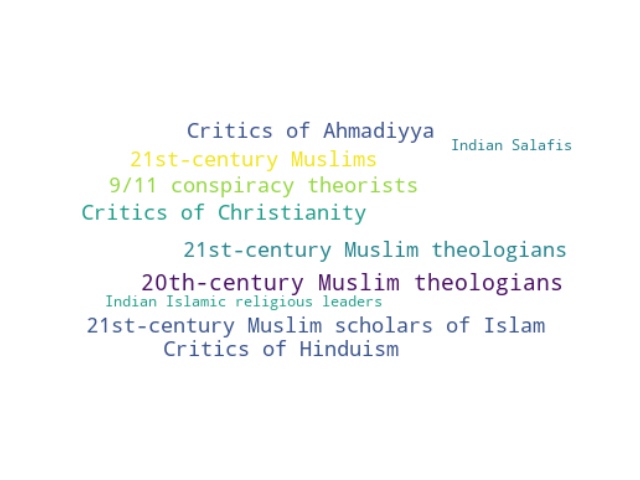 Critics of Ahmadiyya
Indian Salafis
21st-century Muslims
9/11 conspiracy theorists
Critics of Christianity
21st-century Muslim theologians
20th-century Muslim theologians
Indian Islamic religious leaders
21st-century Muslim scholars of Islam
Critics of Hinduism